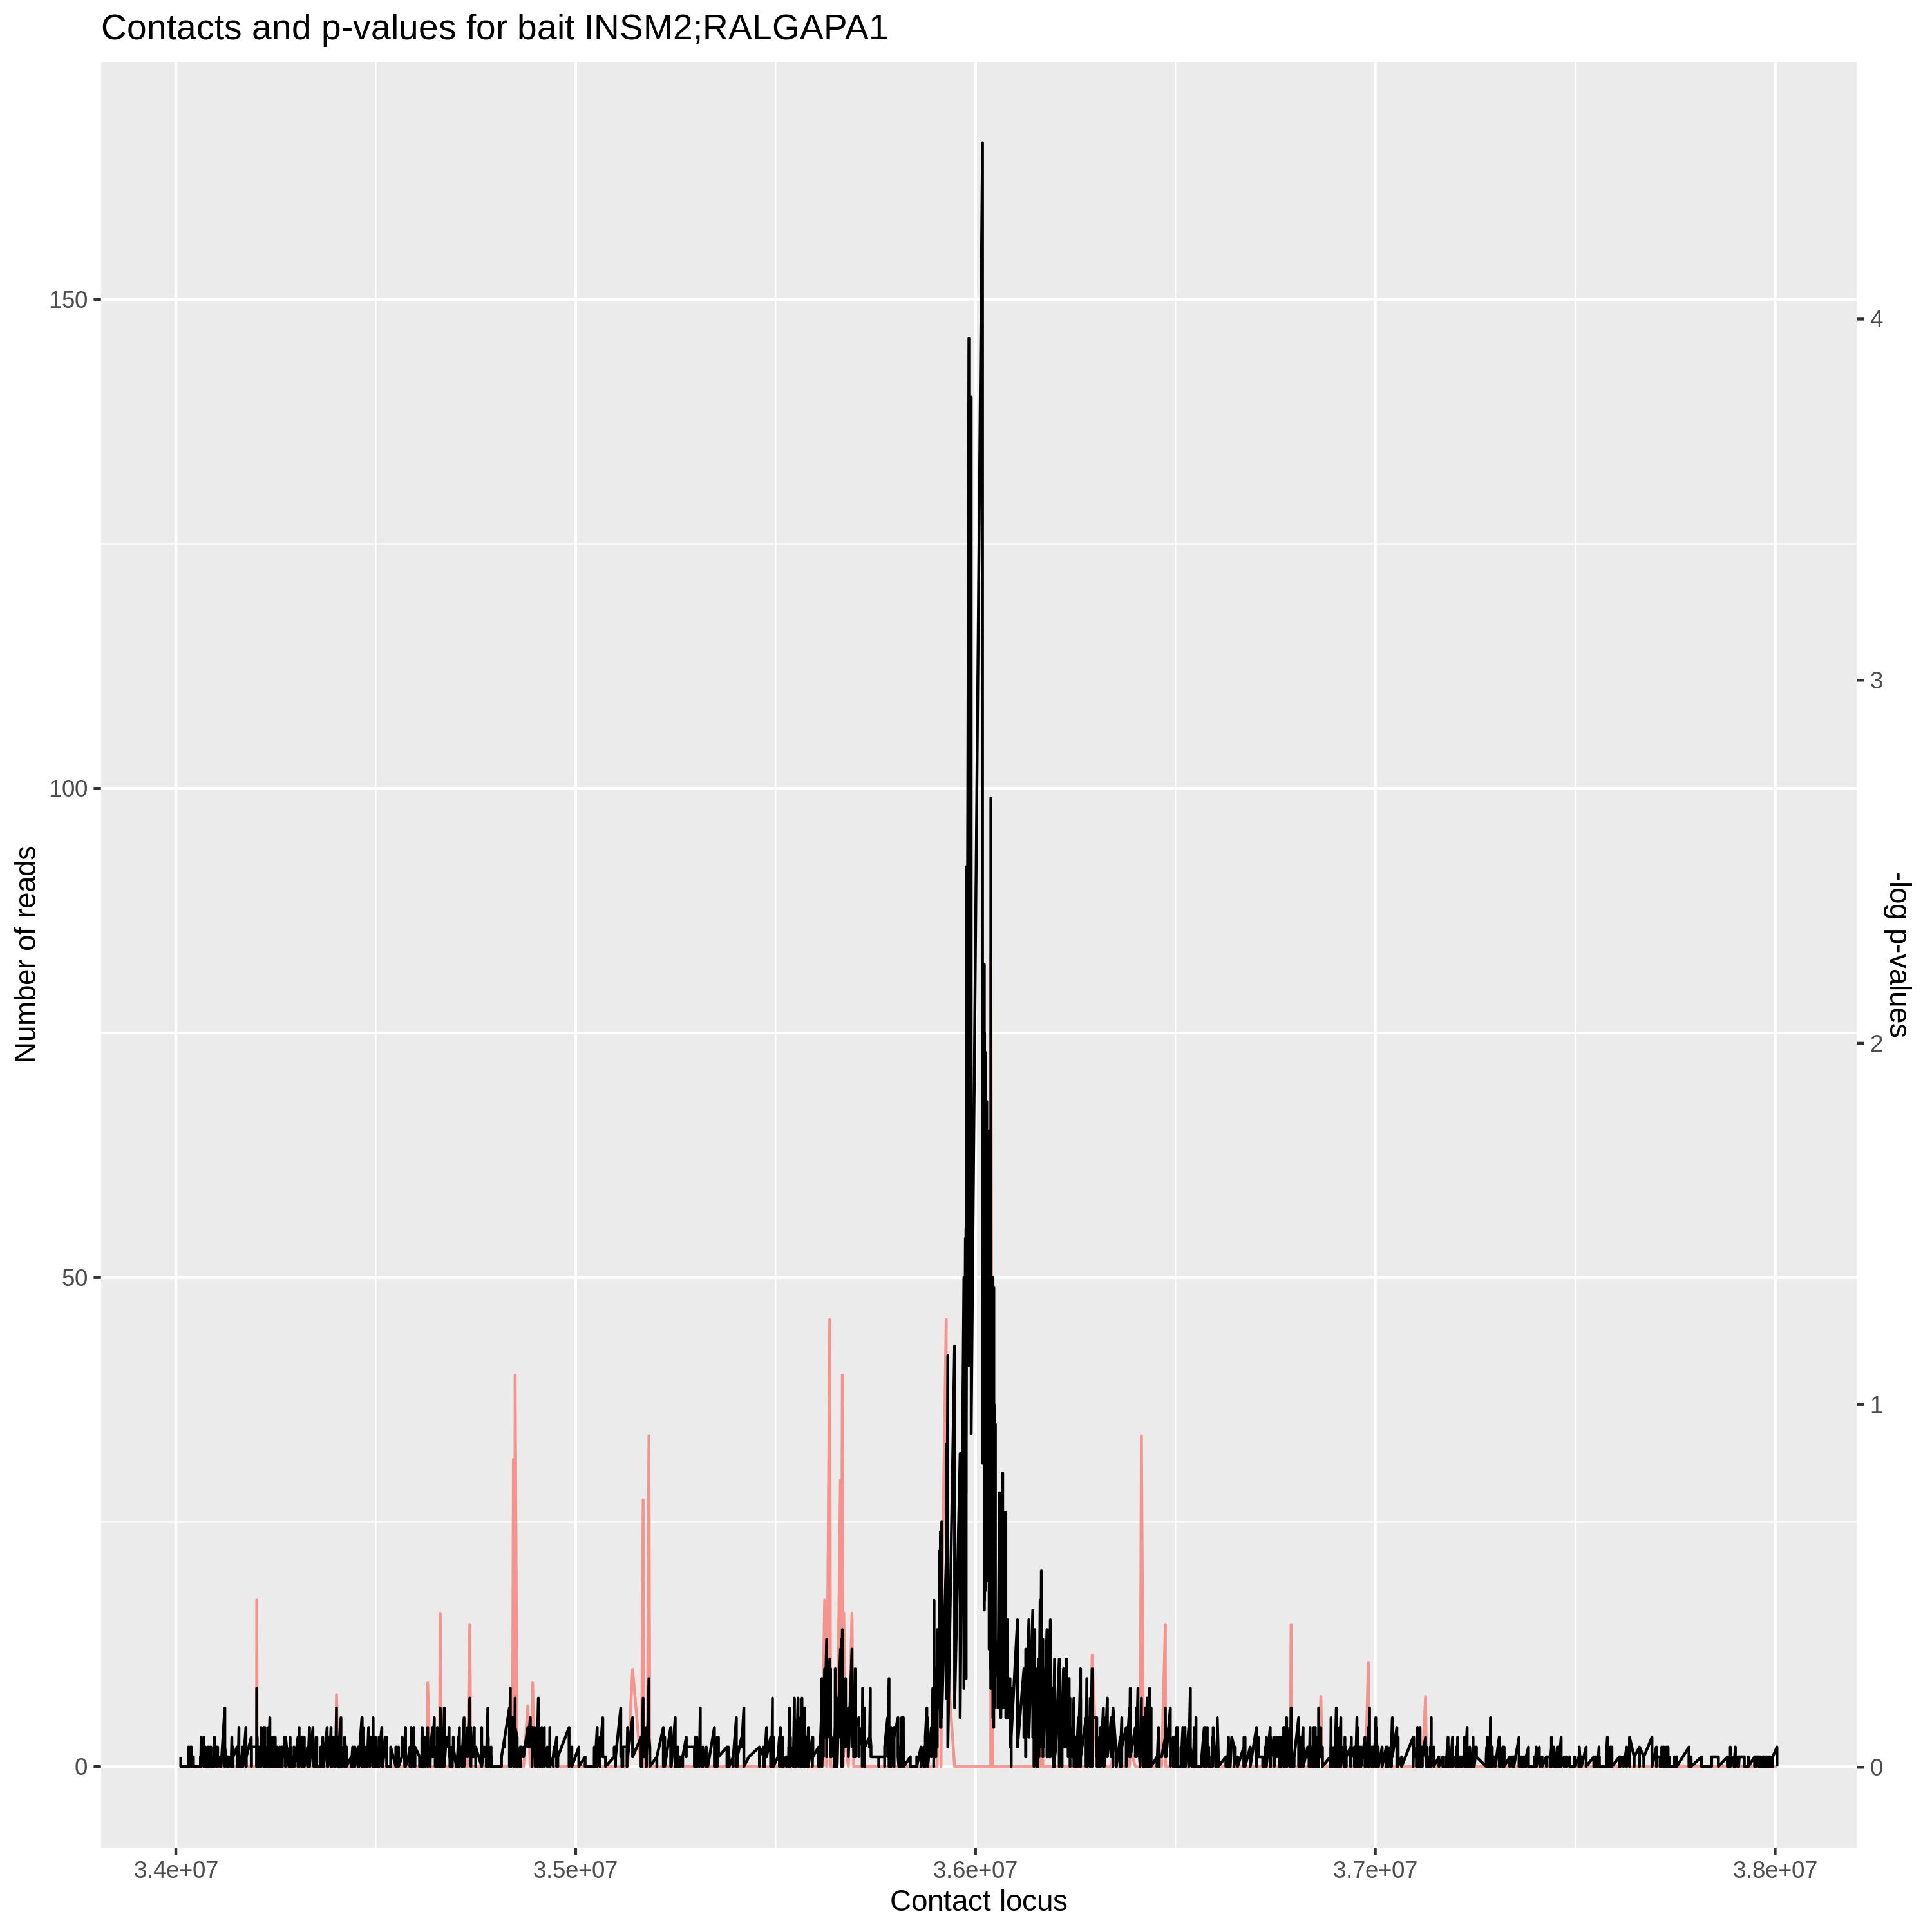 Contacts and p-values for bait INSM2;RALGAPA1
150
100
50
0
Number of reads
4
3
2
1
0
-log p-values
3.4e+07 3.5e+07 3.6e+07 3.7e+07 3.8e+07
Contact locus